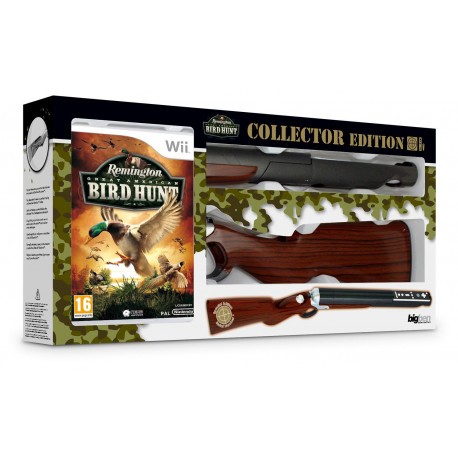 Remington
BIRD HUNT
COLLECTOR EDITION
Wii
Remington
GREAT AMERICAN
BIRD HUNT
16
PAL
Nintendo
bigben